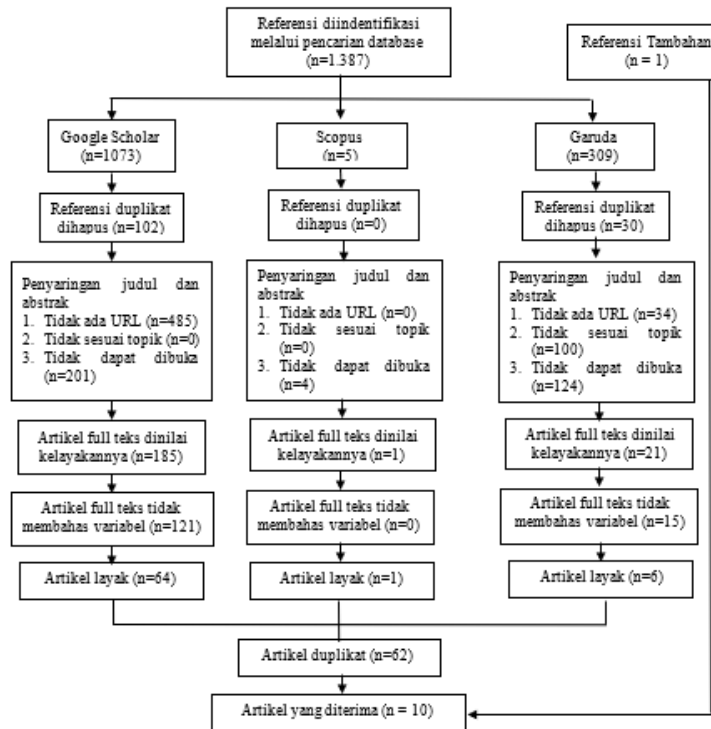 Referensi diindentifikasi
melalui pencarian database
(n=1.387)
Referensi Tambahan
(n = 1)
Google Scholar
(n=1073)
Scopus
(n=5)
Garuda
(n=309)
Referensi duplikat
dihapus (n=102)
Referensi duplikat
dihapus (n=0)
Referensi duplikat
dihapus (n=30)
Penyaringan judul dan
abstrak
1. Tidak ada URL (n=485)
2. Tidak sesuai topik (n=0)
3. Tidak dapat dibuka
(n=201)
Penyaringan judul dan
abstrak
1. Tidak ada URL (n=0)
2. Tidak sesuai topik
(n=0)
3. Tidak dapat dibuka
(n=4)
Penyaringan judul dan
abstrak
1. Tidak ada URL (n=34)
2. Tidak sesuai topik
(n=100)
3. Tidak dapat dibuka
(n=124)
Artikel full teks dinilai
kelayakannya (n=185)
Artikel full teks dinilai
kelayakannya (n=1)
Artikel full teks dinilai
kelayakannya (n=21)
Artikel full teks tidak
membahas variabel (n=121)
Artikel full teks tidak
membahas variabel (n=0)
Artikel full teks tidak
membahas variabel (n=15)
Artikel layak (n=64)
Artikel layak (n=1)
Artikel layak (n=6)
Artikel duplikat (n=62)
Artikel yang diterima (n = 10)